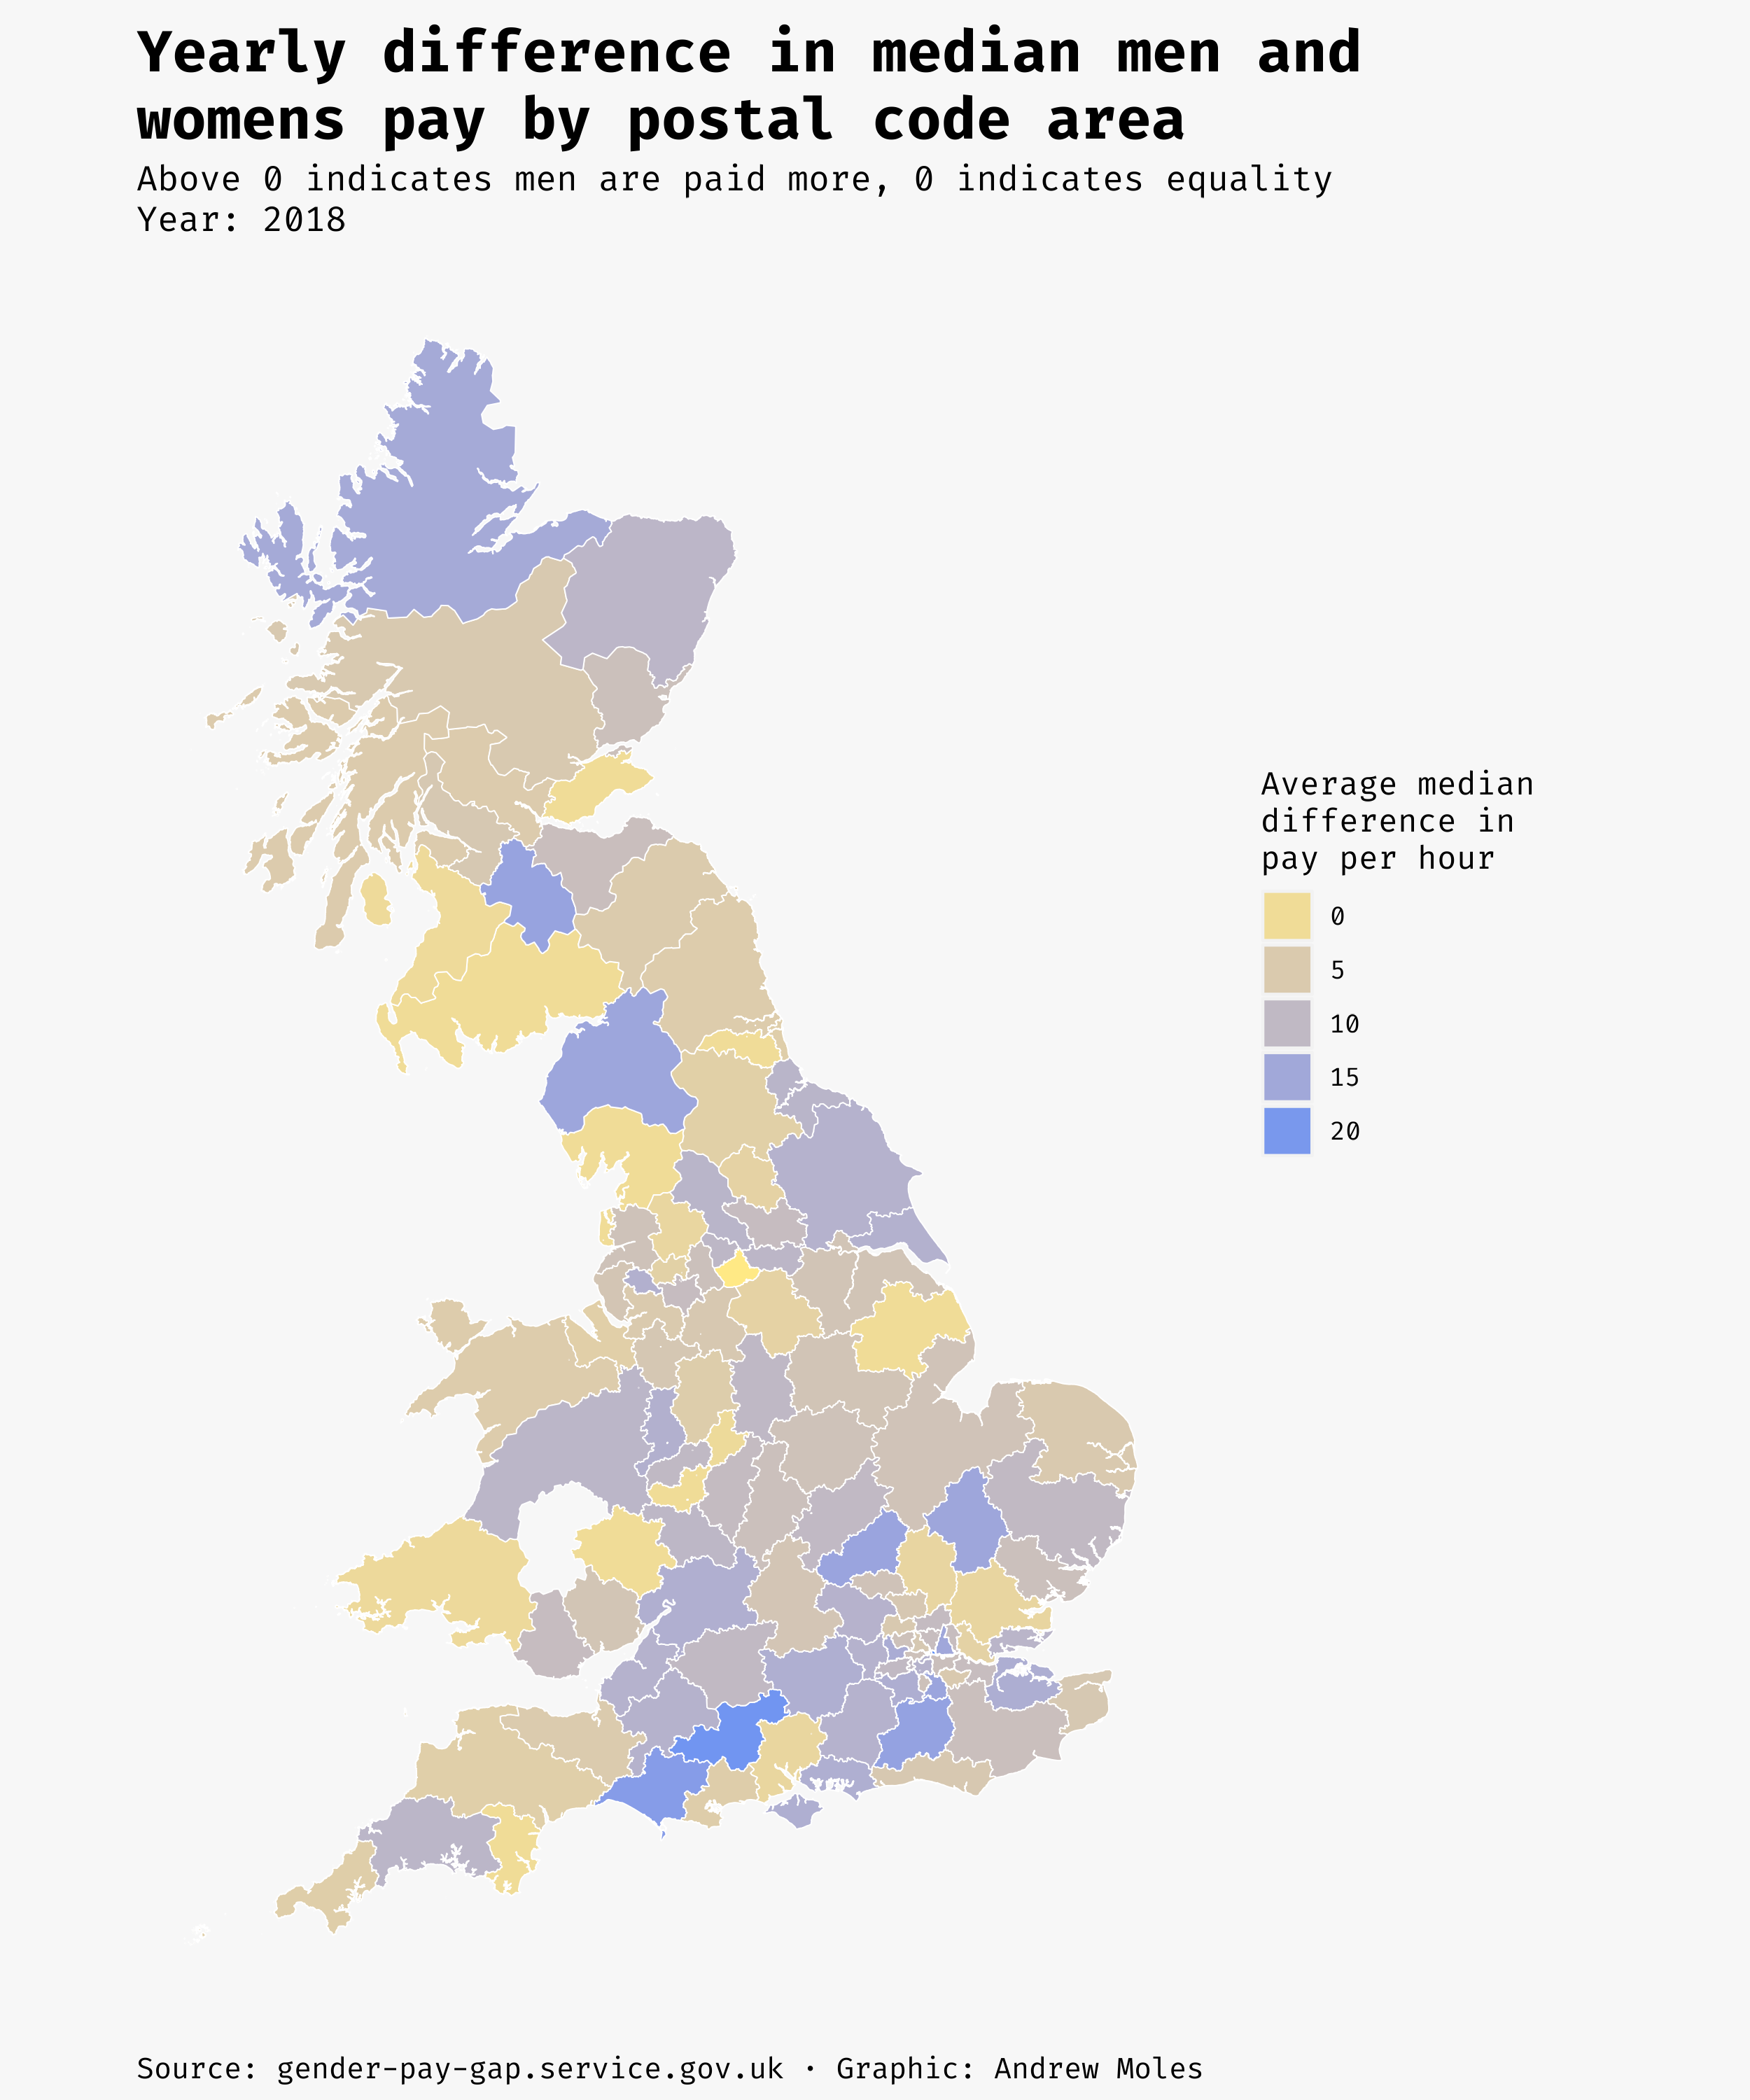 Yearly difference in median men and
womens pay by postal code area
Above 0 indicates men are paid more, 0 indicates equality
Year: 2018
Average median
difference in
pay per hour
0
5
10
15
20
Source: gender-pay-gap.service.gov.uk · Graphic: Andrew Moles